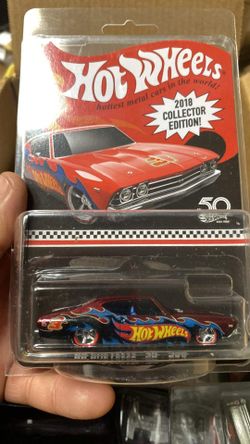 HOT WHEELS
hottest metal cars in the world!
2018
COLLECTOR
EDITION!
50
HOT WHEELS